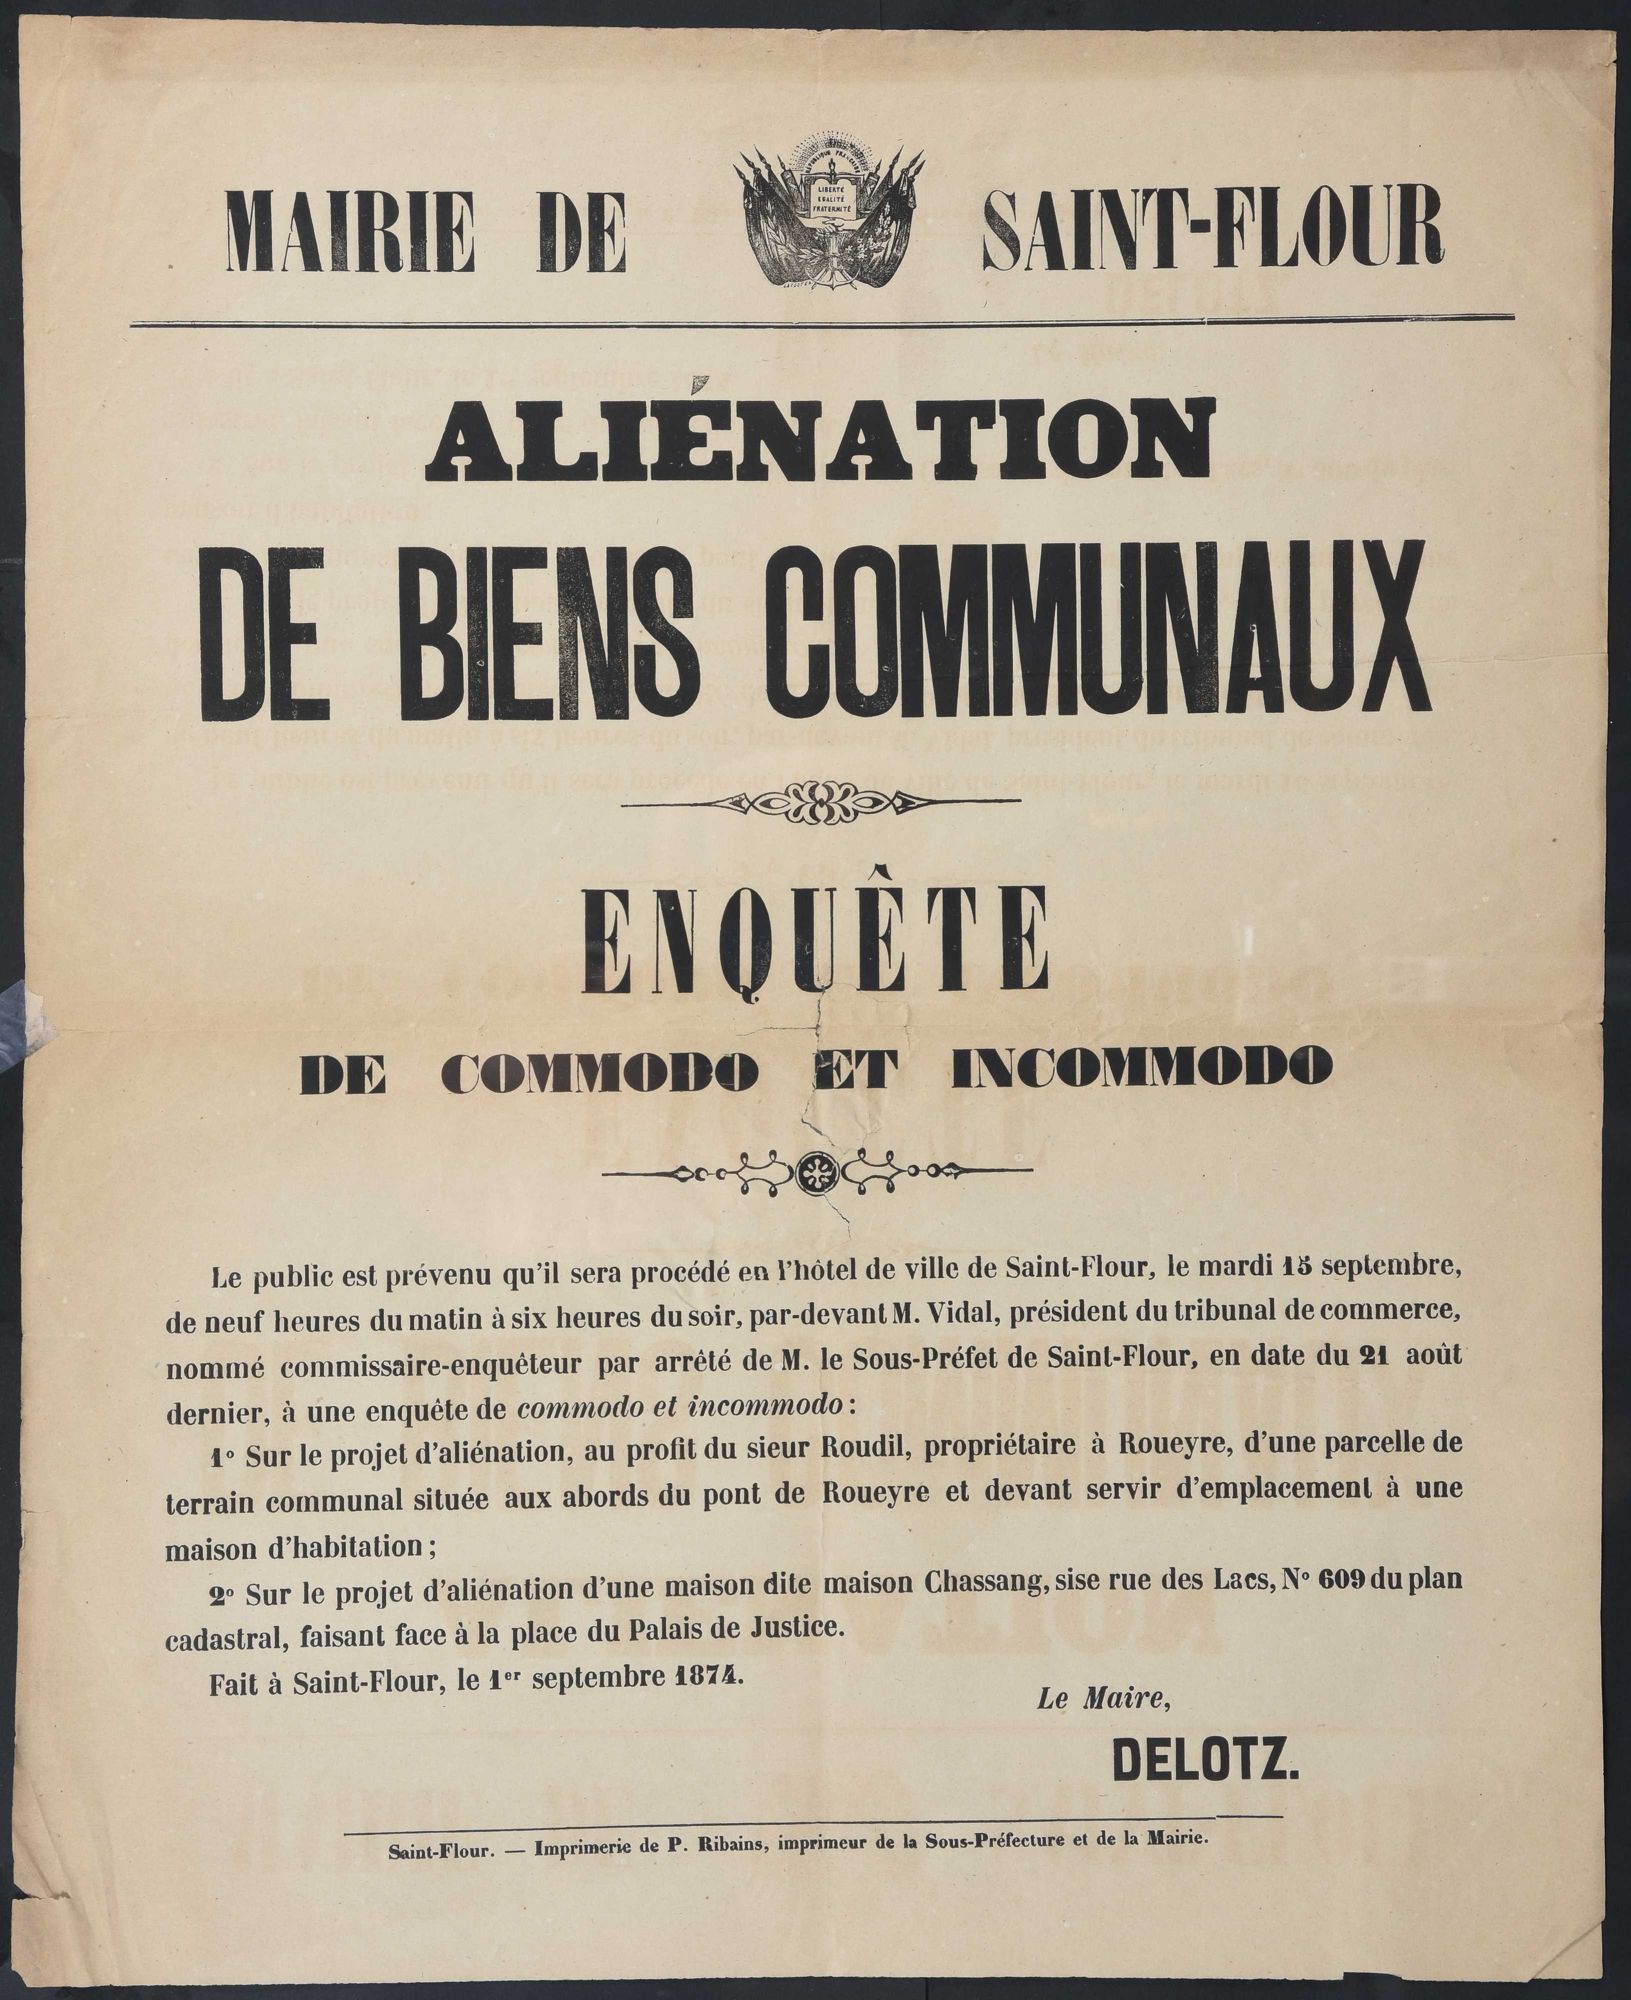 MAIRIE DE SAINT-FLOUR
RÉPUBLIQUE FRANÇAISE
LIBERTÉ
EGALITÉ
FRATERNITÉ
ALIÉNATION
DE BIENS COMMUNAUX
ENQUÊTE
DE COMMODO ET INCOMMODO
Le public est prévenu qu'il sera procédé en l'hôtel de ville de Saint-Flour, le mardi 15 septembre,
de neuf heures du matin à six heures du soir, par-devant M. Vidal, président du tribunal de commerce,
nommé commissaire-enquêteur par arrêté de M. le Sous-Préfet de Saint-Flour, en date du 21 août
dernier, à une enquête de commodo et incommodo :
1° Sur le projet d'aliénation, au profit du sieur Roudil, propriétaire à Roueyre, d'une parcelle de
terrain communal située aux abords du pont de Roueyre et devant servir d'emplacement à une
maison d'habitation ;
2° Sur le projet d'aliénation d'une maison dite maison Chassang, sise rue des Lacs, N° 609 du plan
cadastral, faisant face à la place du Palais de Justice.
Fait à Saint-Flour, le 1er septembre 1874.
Le Maire,
DELOTZ.
Saint-Flour. — Imprimerie de P. Ribains, imprimeur de la Sous-Préfecture et de la Mairie.